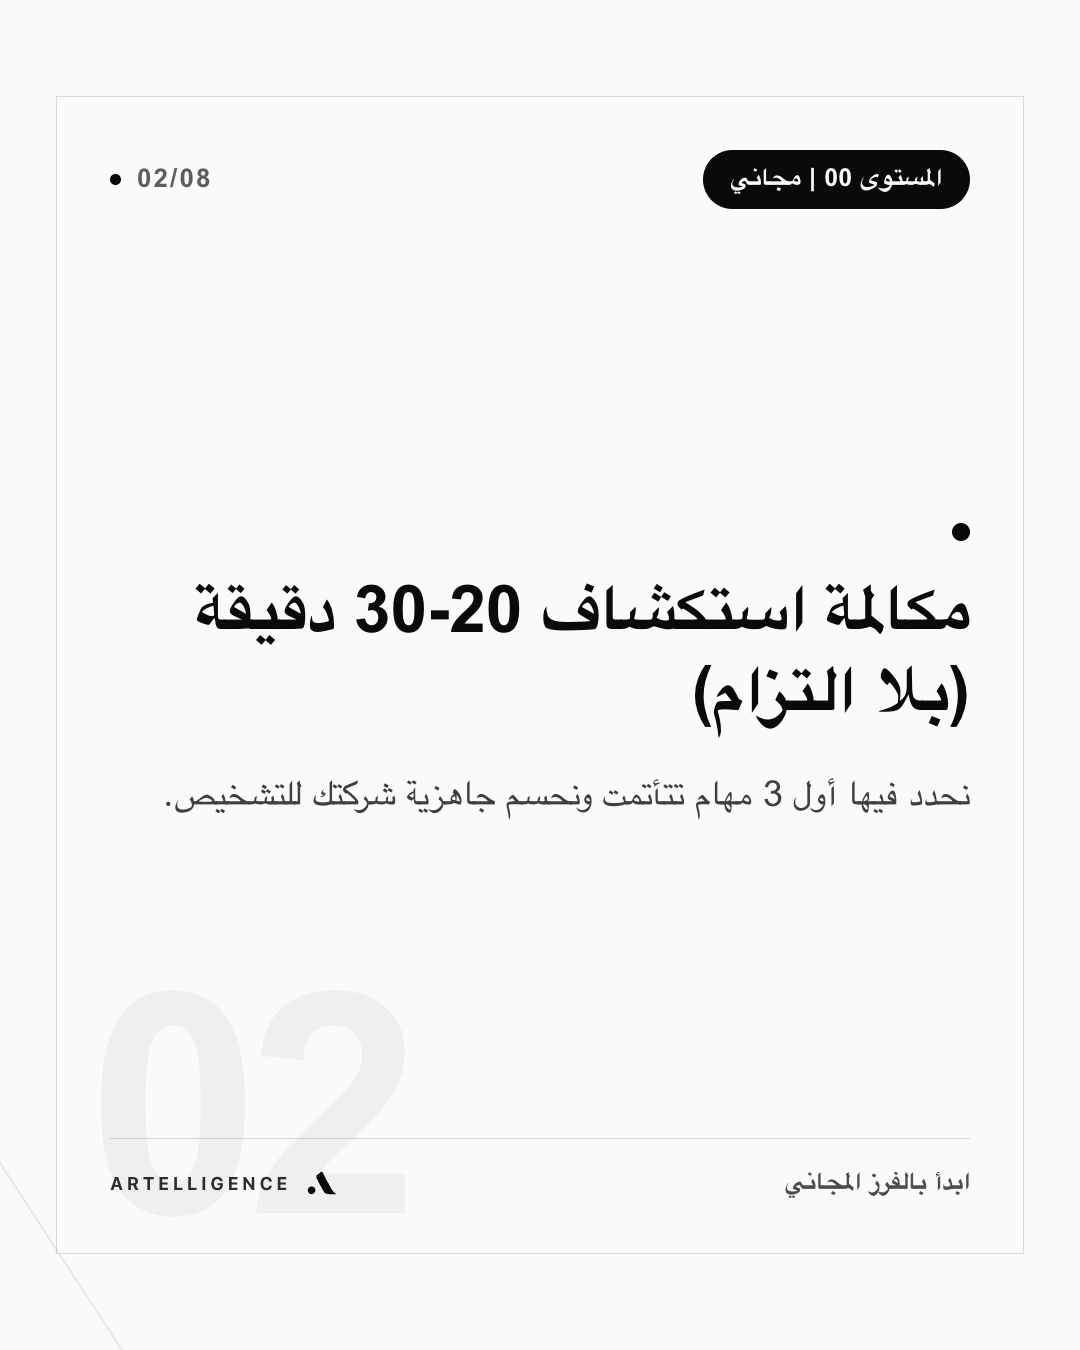 المستوى 00 | مجاني
02/08
مكالمة استكشاف 20-30 دقيقة
(بلا التزام)
نحدد فيها أول 3 مهام تتأتمت ونحسم جاهزية شركتك للتشخيص.
02
ابدأ بالفرز المجاني
ARTELLIGENCE